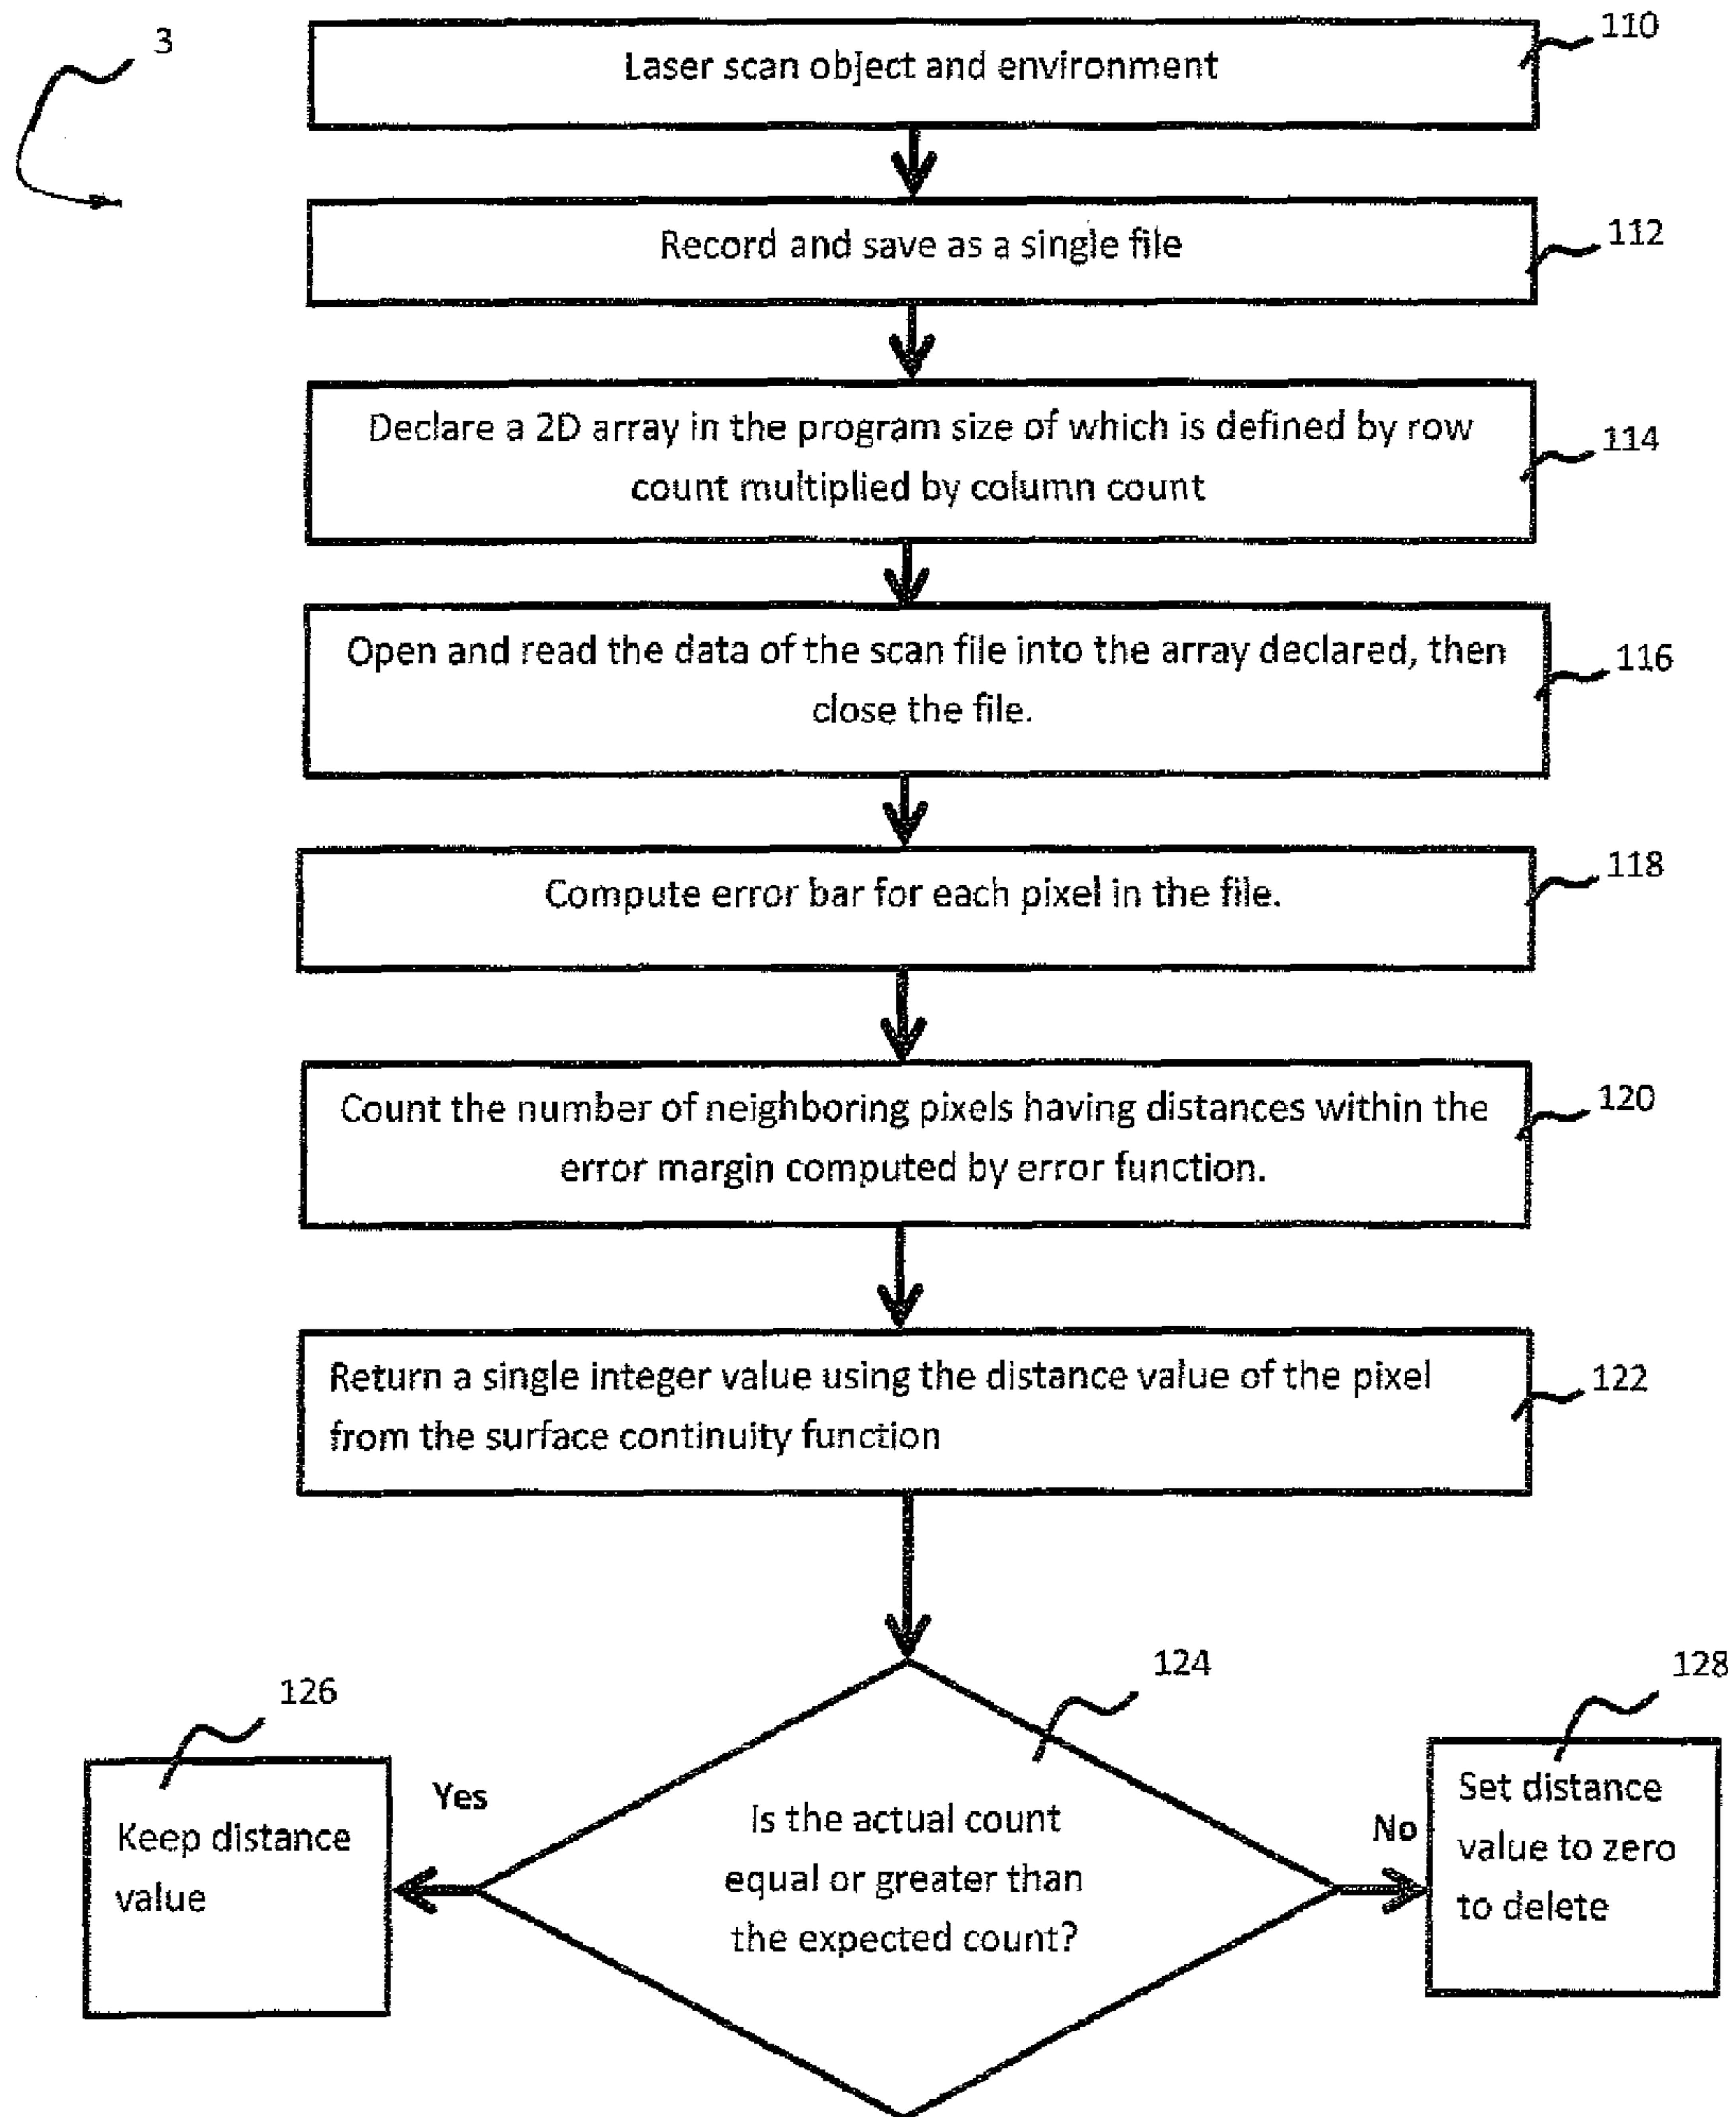 3
110
Laser scan object and environment
112
Record and save as a single file
114
Declare a 2D array in the program size of which is defined by row
count multiplied by column count
116
Open and read the data of the scan file into the array declared, then
close the file.
118
Compute error bar for each pixel in the file.
120
Count the number of neighboring pixels having distances within the
error margin computed by error function.
122
Return a single integer value using the distance value of the pixel
from the surface continuity function
124
Is the actual count
equal or greater than
the expected count?
Yes
126
Keep distance
value
No
128
Set distance
value to zero
to delete